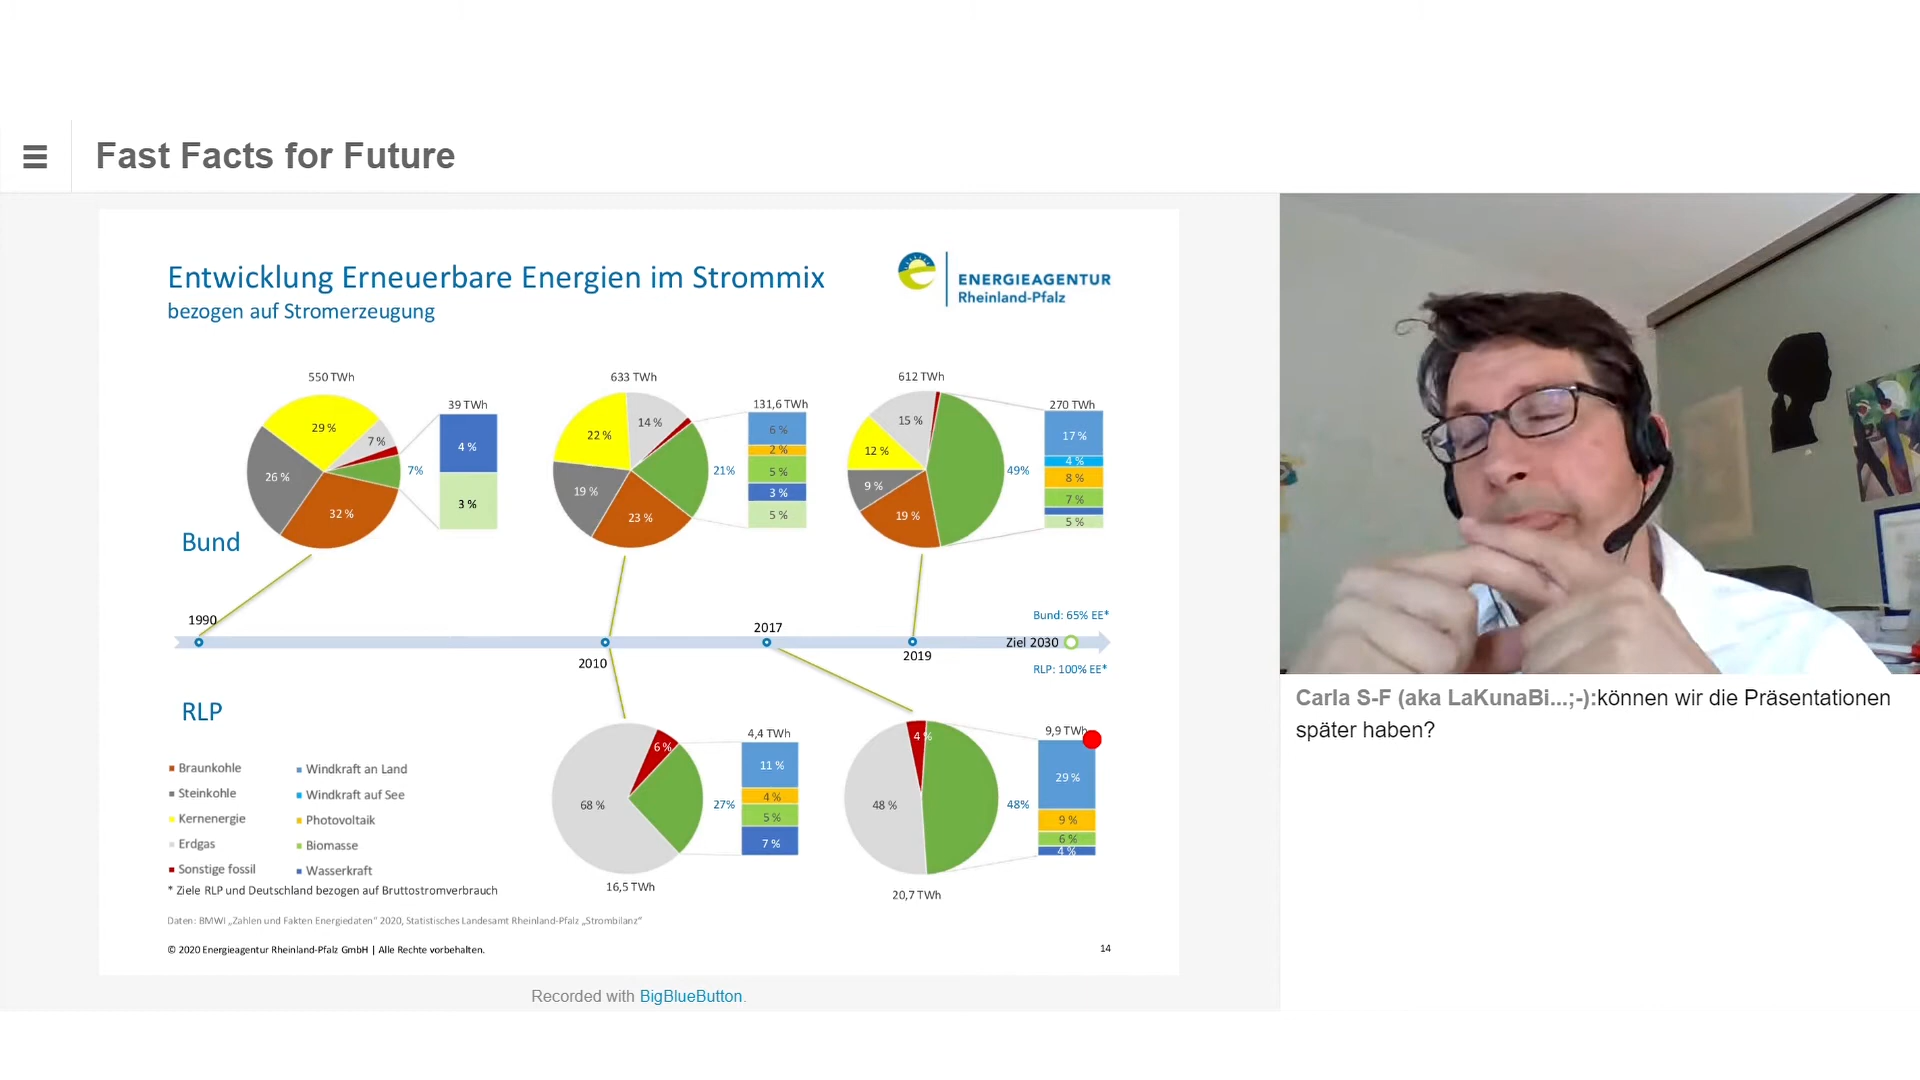 Fast Facts for Future
Entwicklung Erneuerbare Energien im Strommix
bezogen auf Stromerzeugung
ENERGIEAGENTUR
Rheinland-Pfalz
550 TWh
39 TWh
29 %
7 %
26 %
32 %
7%
4 %
3 %
633 TWh
131,6 TWh
22 %
14 %
19 %
23 %
21%
6 %
2 %
5 %
3 %
5 %
612 TWh
270 TWh
15 %
12 %
9 %
19 %
49%
17 %
4 %
8 %
7 %
5 %
Bund
1990
2010
2017
2019
Bund: 65% EE*
Ziel 2030
RLP: 100% EE*
RLP
4,4 TWh
6 %
68 %
27%
11 %
4 %
5 %
7 %
16,5 TWh
9,9 TWh
4 %
48 %
48%
29 %
9 %
6 %
4 %
20,7 TWh
Braunkohle
Steinkohle
Kernenergie
Erdgas
Sonstige fossil
Windkraft an Land
Windkraft auf See
Photovoltaik
Biomasse
Wasserkraft
* Ziele RLP und Deutschland bezogen auf Bruttostromverbrauch
Daten: BMWI „Zahlen und Fakten Energiedaten" 2020, Statistisches Landesamt Rheinland-Pfalz „Strombilanz"
© 2020 Energieagentur Rheinland-Pfalz GmbH | Alle Rechte vorbehalten.
14
Recorded with BigBlueButton.
Carla S-F (aka LaKunaBi...;-):können wir die Präsentationen
später haben?